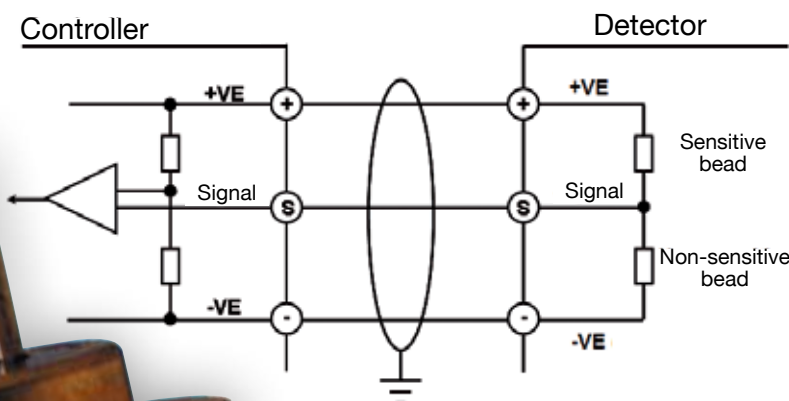 Controller
Detector
+VE
+
+
+VE
Sensitive
bead
Signal
S
S
Signal
Non-sensitive
bead
-VE
-
-
-VE